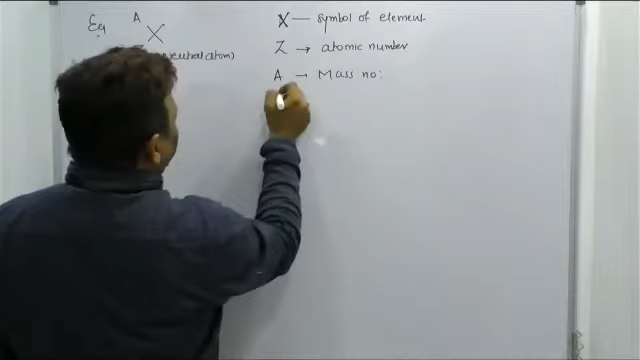 Eg A
X
neutral atom)
X — symbol of element
Z → atomic number
A → Mass no: